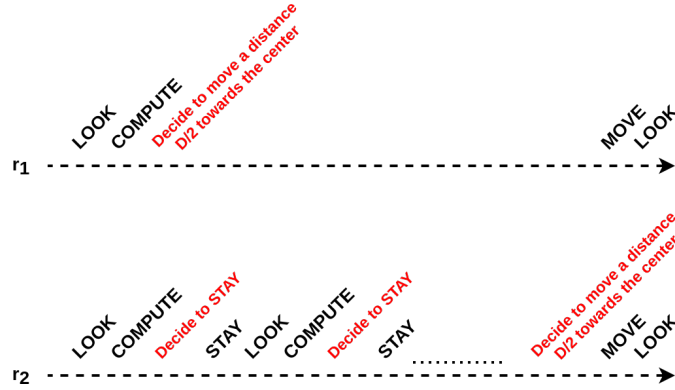 LOOK
COMPUTE
Decide to move a distance
D/2 towards the center
MOVE
LOOK
r1
LOOK
COMPUTE
Decide to STAY
STAY
LOOK
COMPUTE
Decide to STAY
STAY
Decide to move a distance
D/2 towards the center
MOVE
LOOK
r2